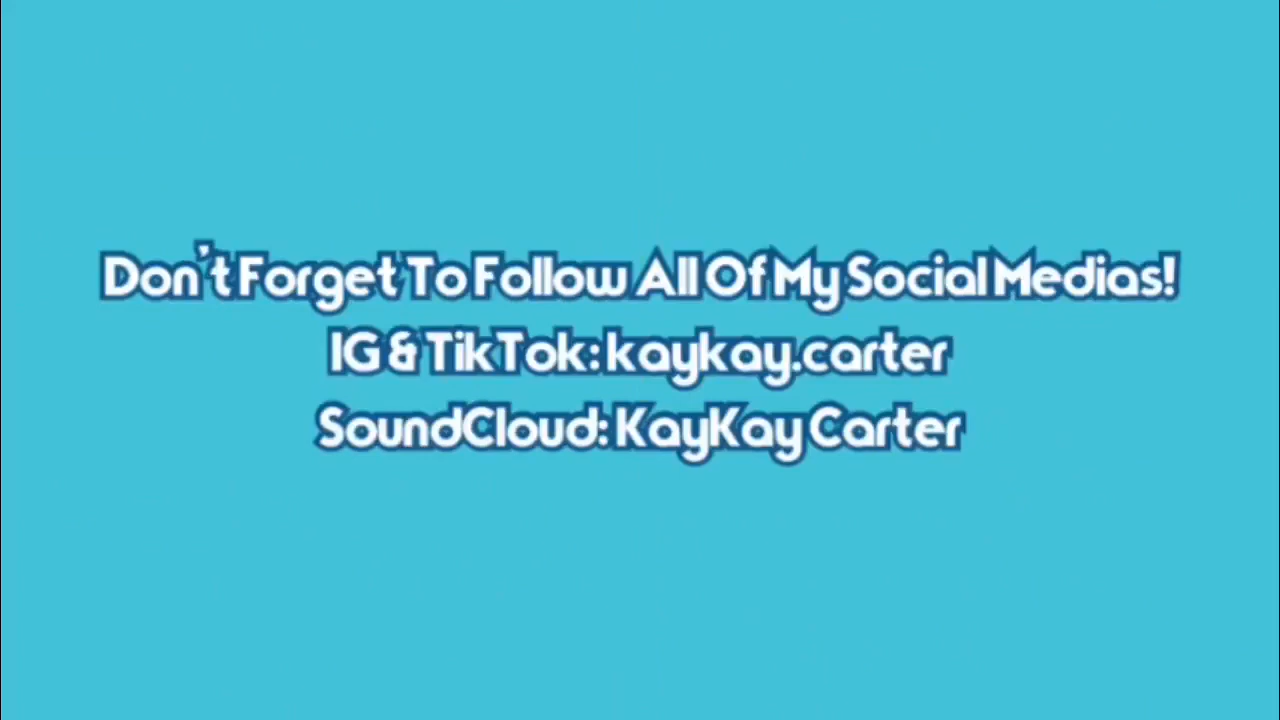 Don't Forget To Follow All Of My Social Medias!
IG & TikTok: kaykay.carter
SoundCloud: KayKay Carter